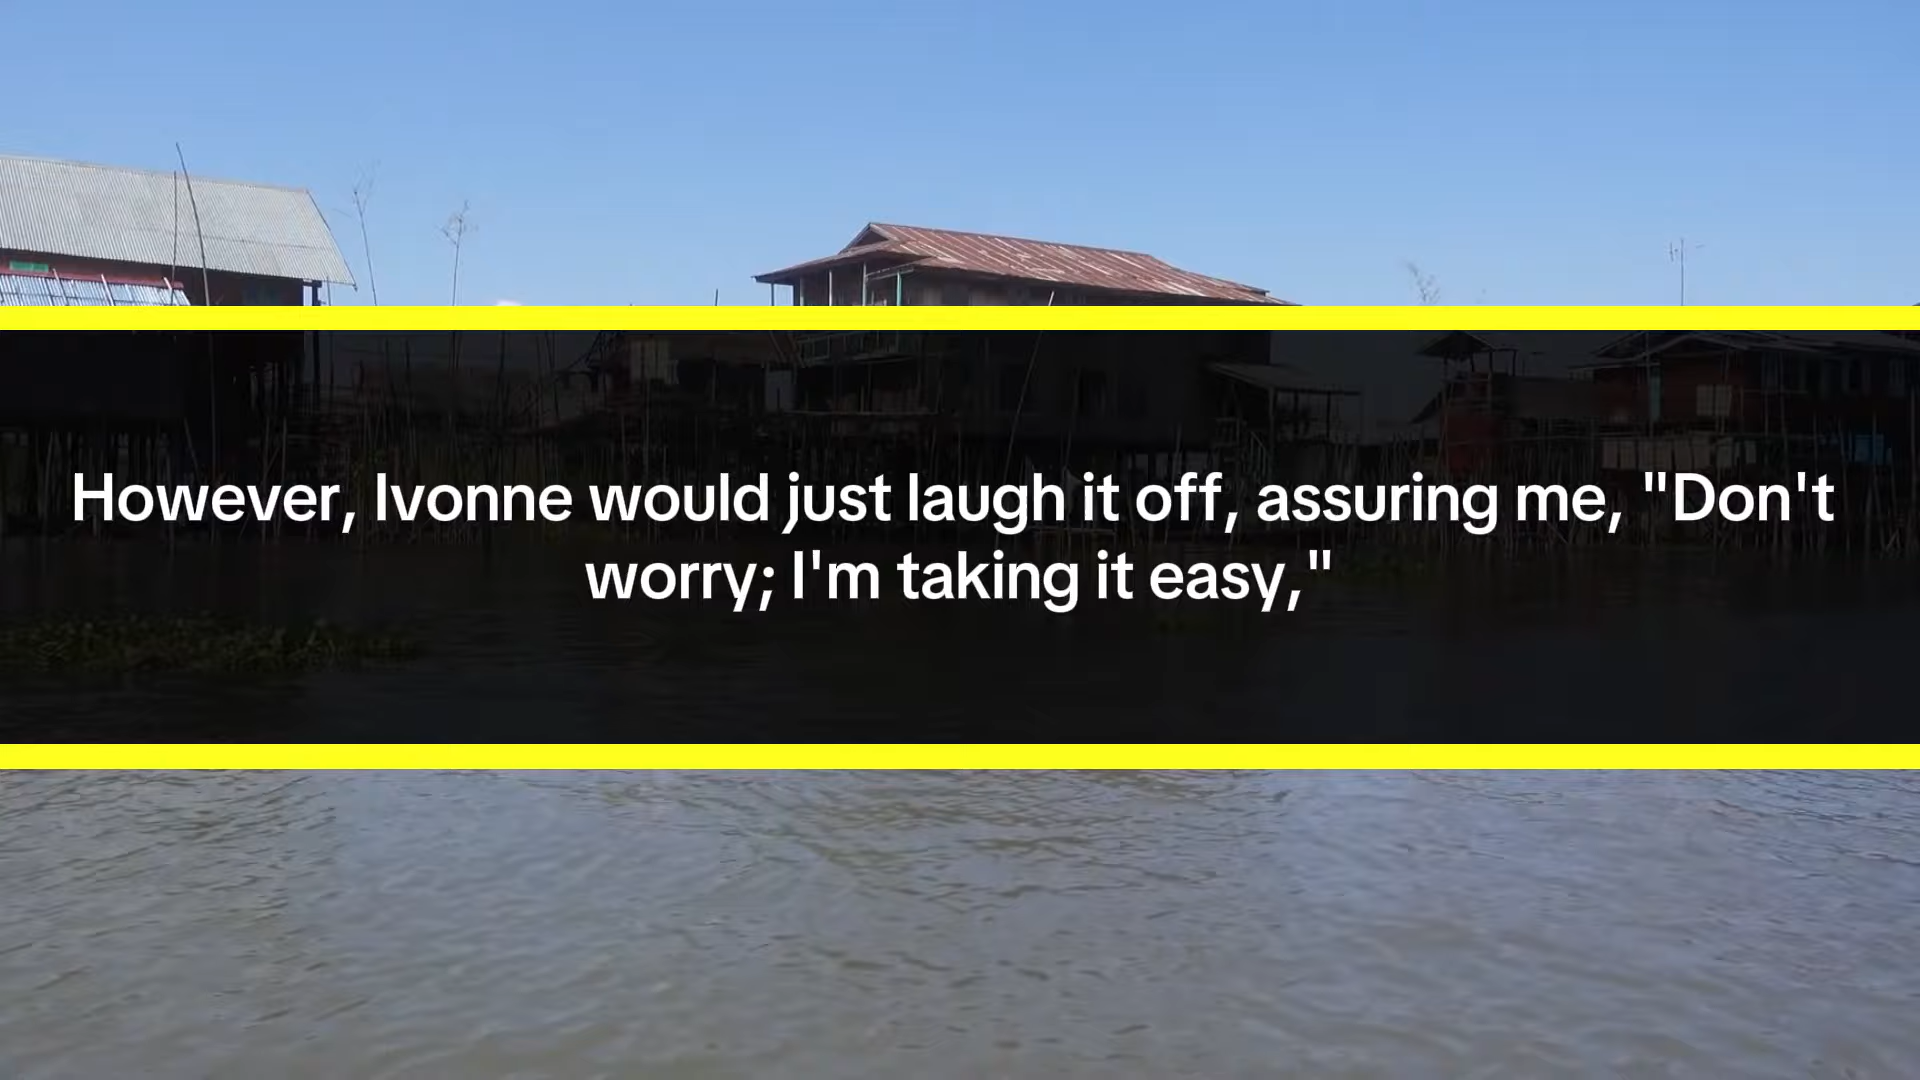 However, Ivonne would just laugh it off, assuring me, "Don't
worry; I'm taking it easy,"